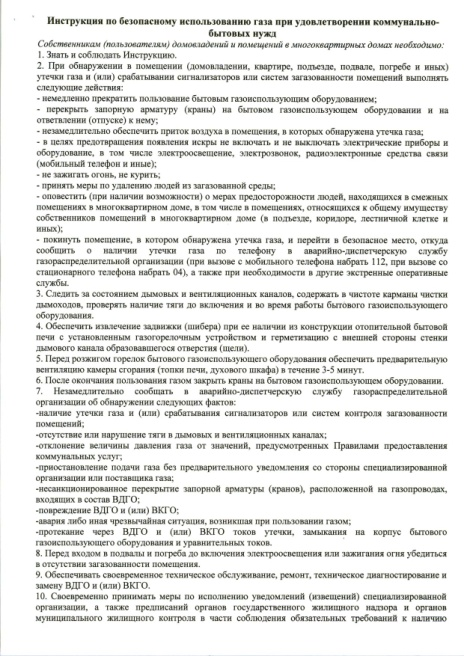 Инструкция по безопасному использованию газа при удовлетворении коммунально-
бытовых нужд
Собственникам (пользователям) домовладений и помещений в многоквартирных домах необходимо:
1. Знать и соблюдать Инструкцию.
2. При обнаружении в помещении (домовладении, квартире, подъезде, подвале, погребе и иных)
утечки газа и (или) срабатывании сигнализаторов или систем загазованности помещений выполнять
следующие действия:
- немедленно прекратить пользование бытовым газоиспользующим оборудованием;
- перекрыть запорную арматуру (краны) на бытовом газоиспользующем оборудовании и на
ответвлении (отпуске) к нему;
- незамедлительно обеспечить приток воздуха в помещения, в которых обнаружена утечка газа;
- в целях предотвращения появления искры не включать и не выключать электрические приборы и
оборудование, в том числе электроосвещение, электрозвонок, радиоэлектронные средства связи
(мобильный телефон и иные);
- не зажигать огонь, не курить;
- принять меры по удалению людей из загазованной среды;
- оповестить (при наличии возможности) о мерах предосторожности людей, находящихся в смежных
помещениях в многоквартирном доме, в том числе в помещениях, относящихся к общему имуществу
собственников помещений в многоквартирном доме (в подъезде, коридоре, лестничной клетке и
иных);
- покинуть помещение, в котором обнаружена утечка газа, и перейти в безопасное место, откуда
сообщить о наличии утечки газа по телефону в аварийно-диспетчерскую службу
газораспределительной организации (при вызове с мобильного телефона набрать 112, при вызове со
стационарного телефона набрать 04), а также при необходимости в другие экстренные оперативные
службы.
3. Следить за состоянием дымовых и вентиляционных каналов, содержать в чистоте карманы чистки
дымоходов, проверять наличие тяги до включения и во время работы бытового газоиспользующего
оборудования.
4. Обеспечить извлечение задвижки (шибера) при ее наличии из конструкции отопительной бытовой
печи с установленным газогорелочным устройством и герметизацию с внешней стороны стенки
дымового канала образовавшегося отверстия (щели).
5. Перед розжигом горелок бытового газоиспользующего оборудования обеспечить предварительную
вентиляцию камеры сгорания (топки печи, духового шкафа) в течение 3-5 минут.
6. После окончания пользования газом закрыть краны на бытовом газоиспользующем оборудовании.
7. Незамедлительно сообщать в аварийно-диспетчерскую службу газораспределительной
организации об обнаружении следующих фактов:
-наличие утечки газа и (или) срабатывания сигнализаторов или систем контроля загазованности
помещений;
-отсутствие или нарушение тяги в дымовых и вентиляционных каналах;
-отклонение величины давления газа от значений, предусмотренных Правилами предоставления
коммунальных услуг;
-приостановление подачи газа без предварительного уведомления со стороны специализированной
организации или поставщика газа;
-несанкционированное перекрытие запорной арматуры (кранов), расположенной на газопроводах,
входящих в состав ВДГО;
-повреждение ВДГО и (или) ВКГО;
-авария либо иная чрезвычайная ситуация, возникшая при пользовании газом;
-протекание через ВДГО и (или) ВКГО токов утечки, замыкания на корпус бытового
газоиспользующего оборудования и уравнительных токов.
8. Перед входом в подвалы и погреба до включения электроосвещения или зажигания огня убедиться
в отсутствии загазованности помещения.
9. Обеспечивать своевременное техническое обслуживание, ремонт, техническое диагностирование и
замену ВДГО и (или) ВКГО.
10. Своевременно принимать меры по исполнению уведомлений (извещений) специализированной
организации, а также предписаний органов государственного жилищного надзора и органов
муниципального жилищного контроля в части соблюдения обязательных требований к наличию